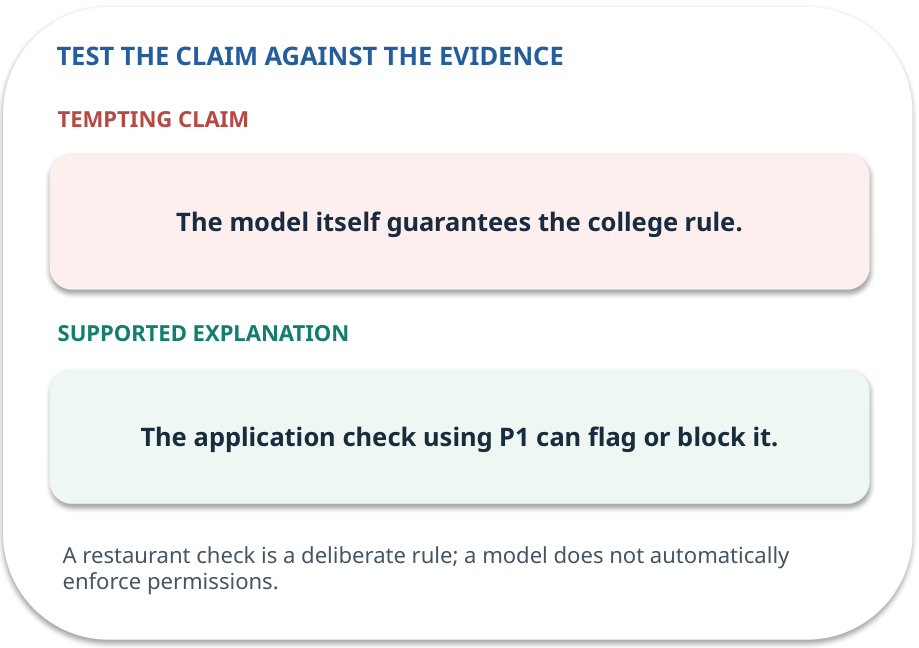 TEST THE CLAIM AGAINST THE EVIDENCE
TEMPTING CLAIM
The model itself guarantees the college rule.
SUPPORTED EXPLANATION
The application check using P1 can flag or block it.
A restaurant check is a deliberate rule; a model does not automatically
enforce permissions.